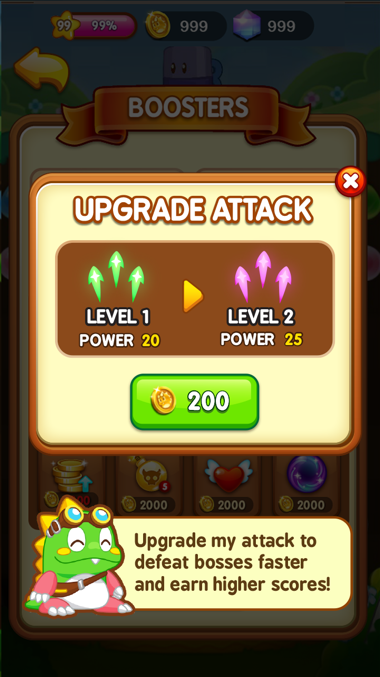 99 99% 999 999
BOOSTERS
UPGRADE ATTACK
LEVEL 1 LEVEL 2
POWER 20 POWER 25
200
5
2000 2000 2000
Upgrade my attack to
defeat bosses faster
and earn higher scores!